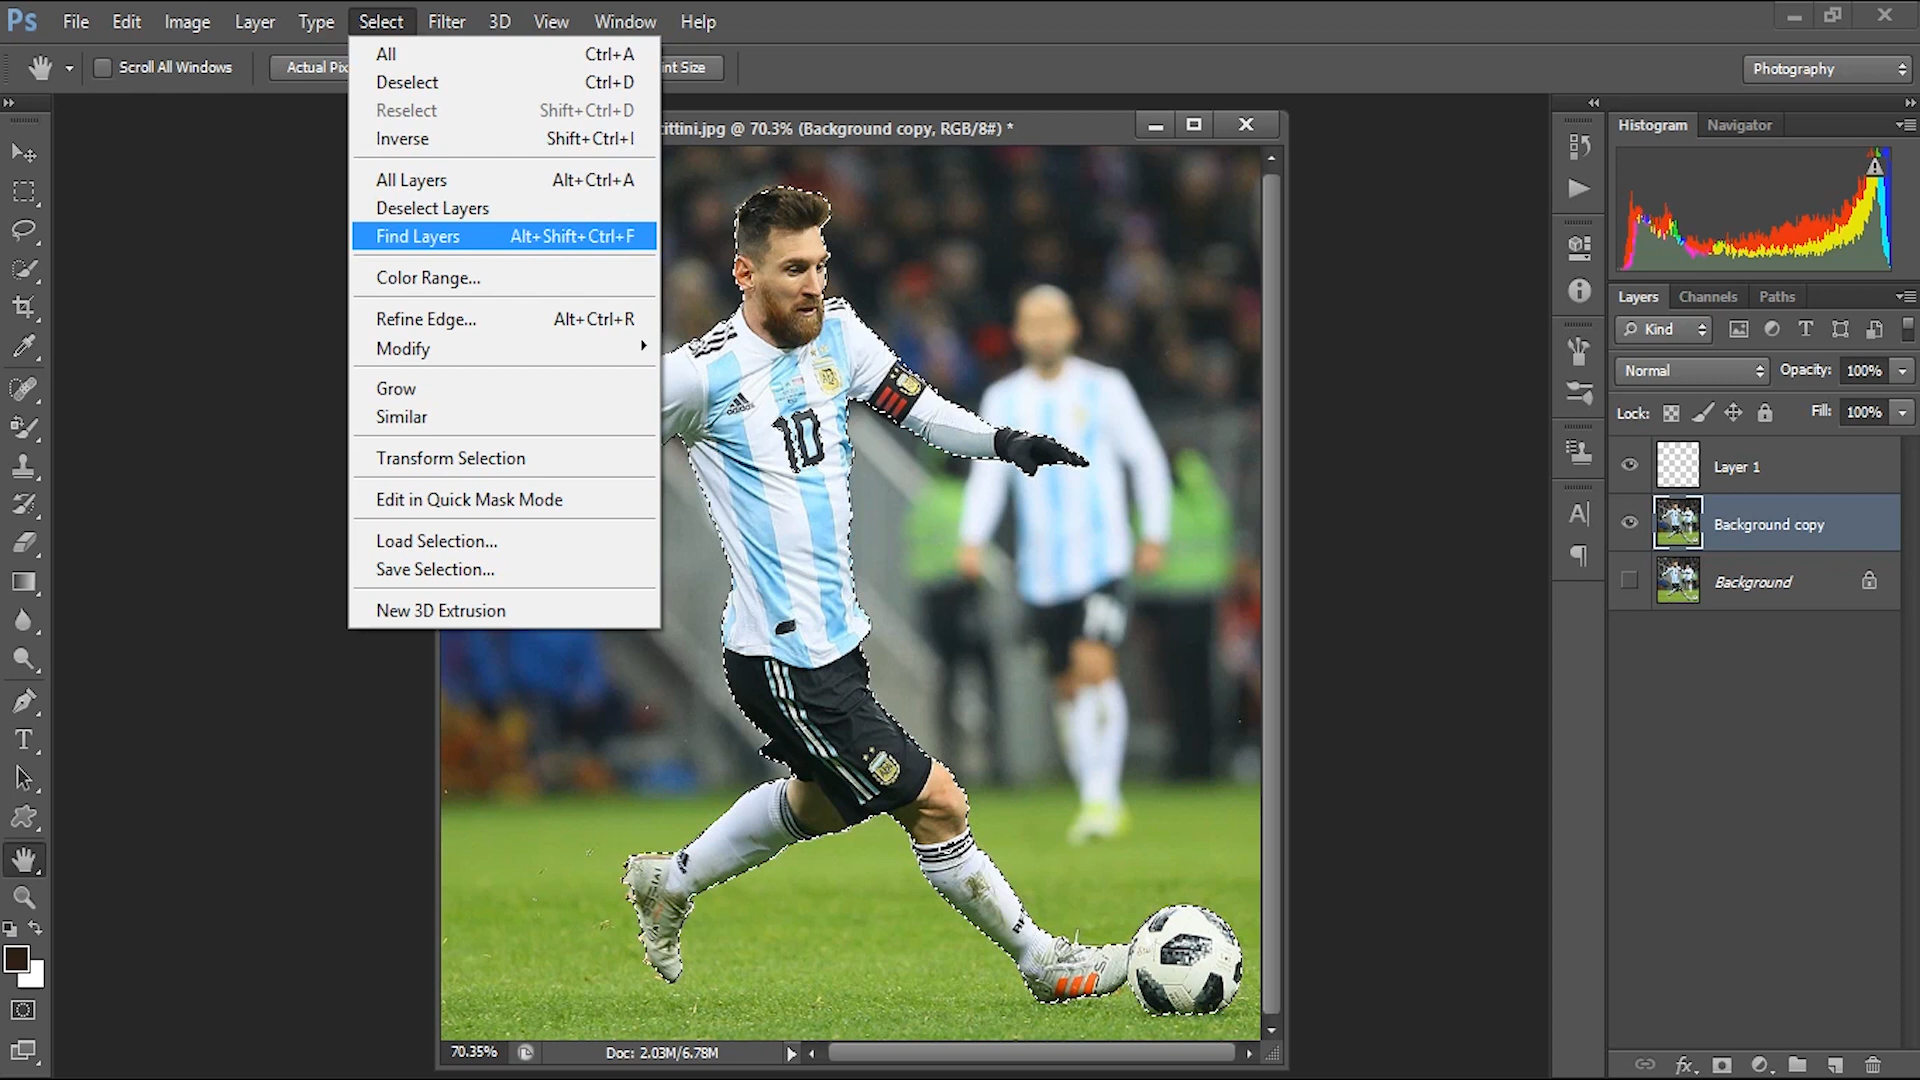 Ps File Edit Image Layer Type Select Filter 3D View Window Help
Scroll All Windows Actual Pix nt Size Photography
All Ctrl+A
Deselect Ctrl+D
Reselect Shift+Ctrl+D
Inverse Shift+Ctrl+I
All Layers Alt+Ctrl+A
Deselect Layers
Find Layers Alt+Shift+Ctrl+F
Color Range...
Refine Edge... Alt+Ctrl+R
Modify
Grow
Similar
Transform Selection
Edit in Quick Mask Mode
Load Selection...
Save Selection...
New 3D Extrusion
ittini.jpg @ 70.3% (Background copy, RGB/8#) *
adidas
10
70.35% Doc: 2.03M/6.78M
Histogram Navigator
Layers Channels Paths
Kind
Normal Opacity: 100%
Lock: Fill: 100%
Layer 1
Background copy
Background